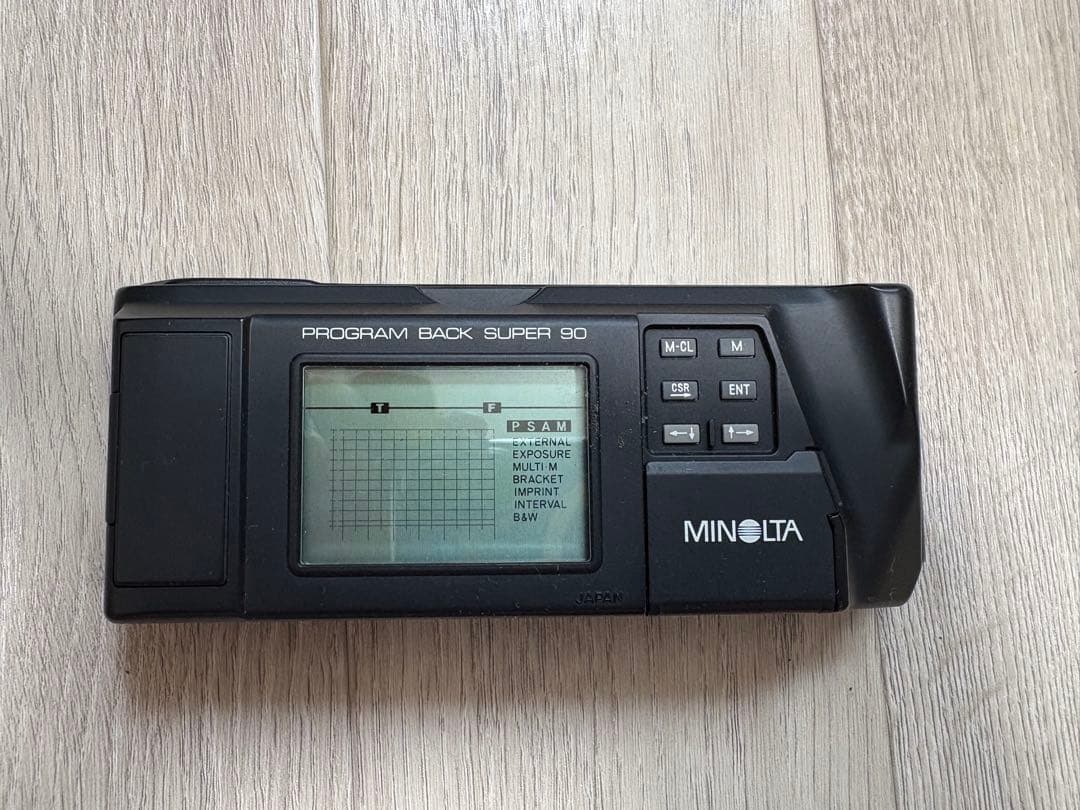 PROGRAM BACK SUPER 90
T F
P S A M
EXTERNAL
EXPOSURE
MULTI-M
BRACKET
IMPRINT
INTERVAL
B&W
M-CL M
CSR → ENT
←↓ ↑→
MINOLTA
JAPAN